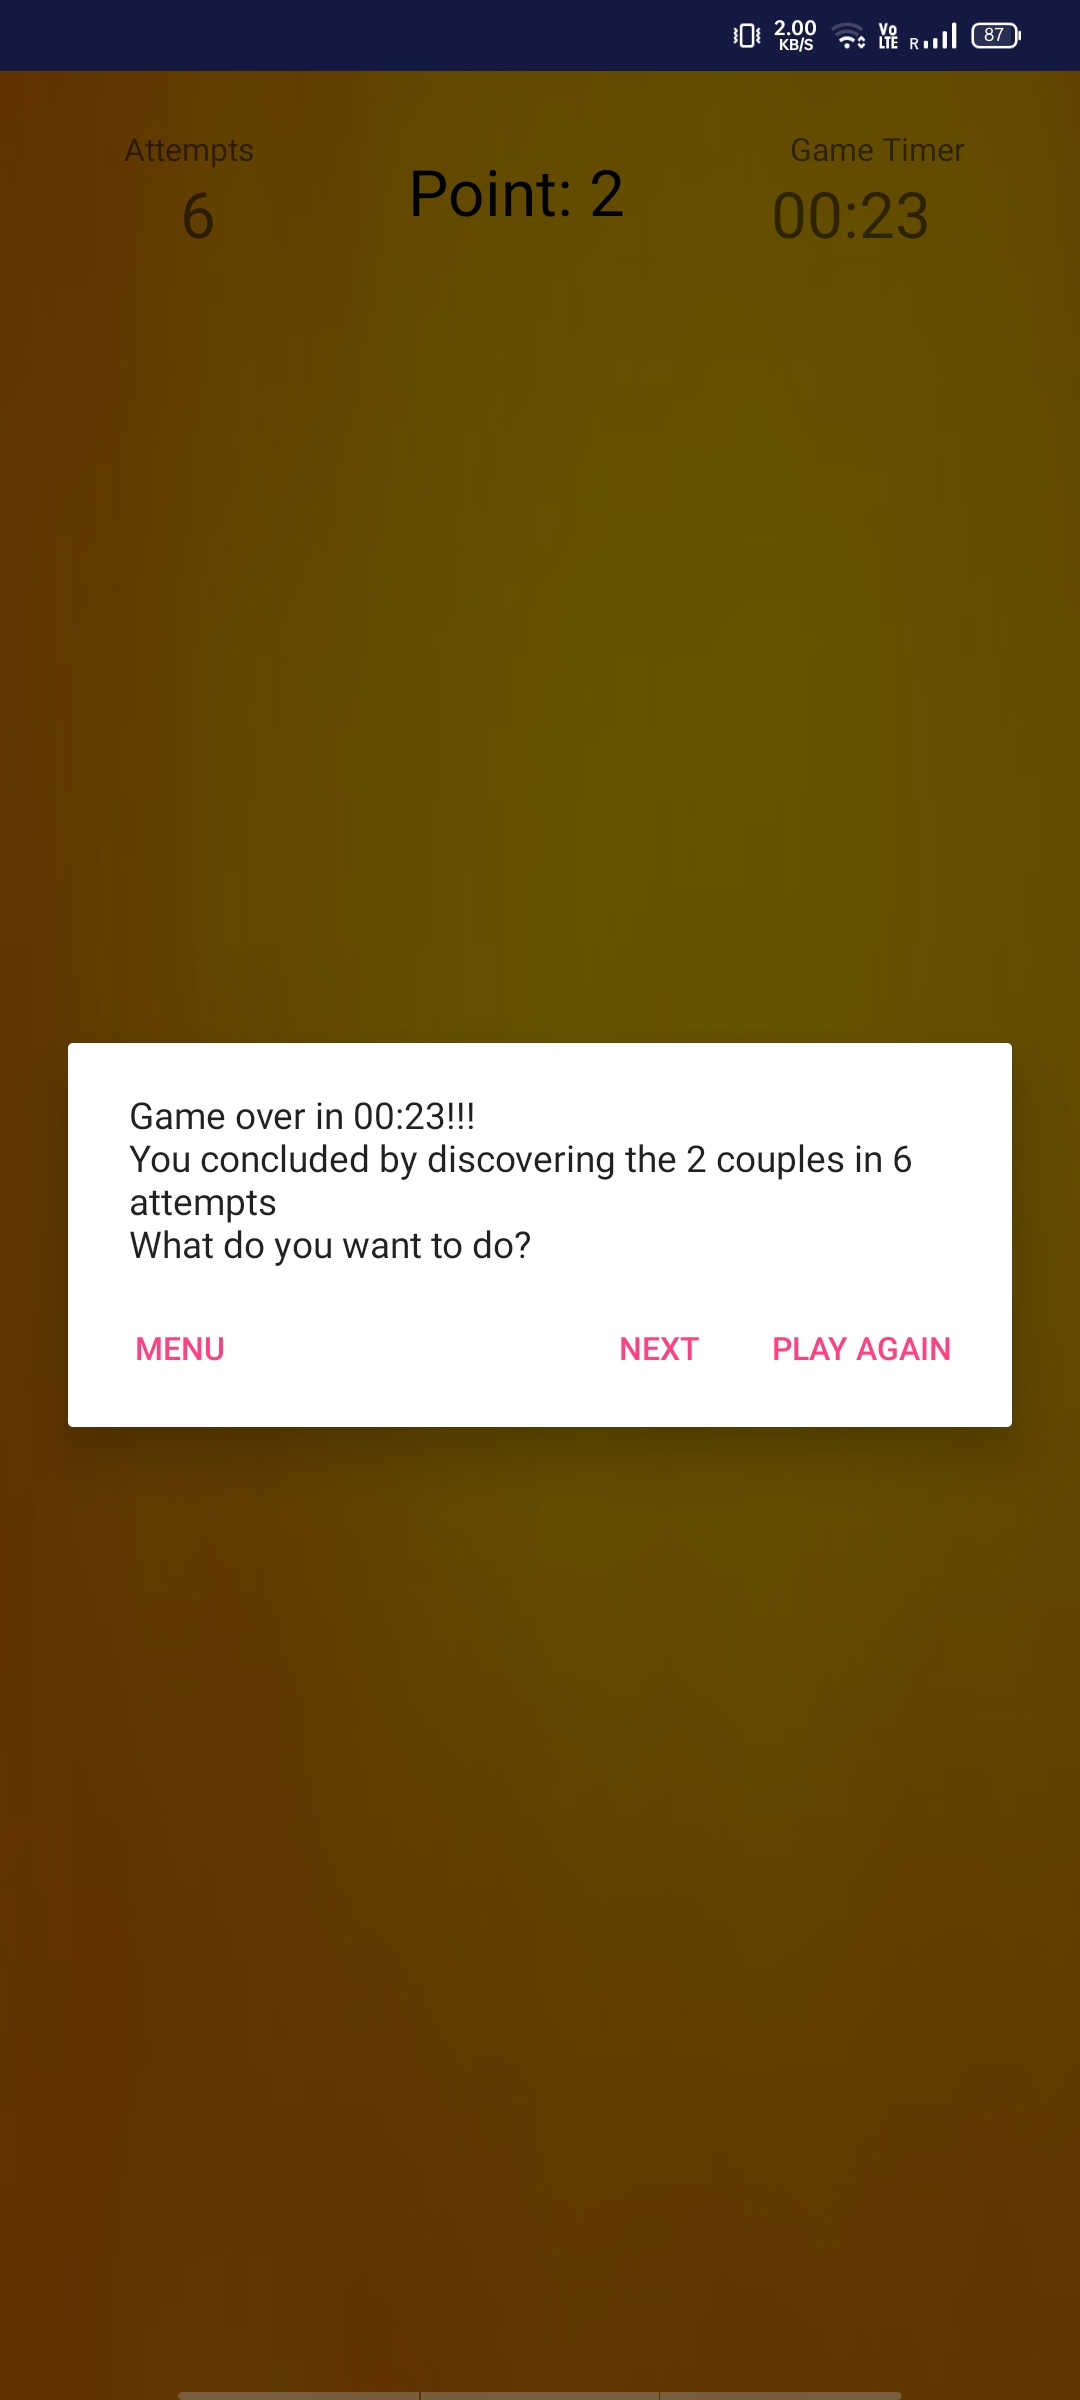 2.00
KB/S
Vo
LTE
R
87
Attempts
6
Point: 2
Game Timer
00:23
Game over in 00:23!!!
You concluded by discovering the 2 couples in 6
attempts
What do you want to do?
MENU
NEXT
PLAY AGAIN